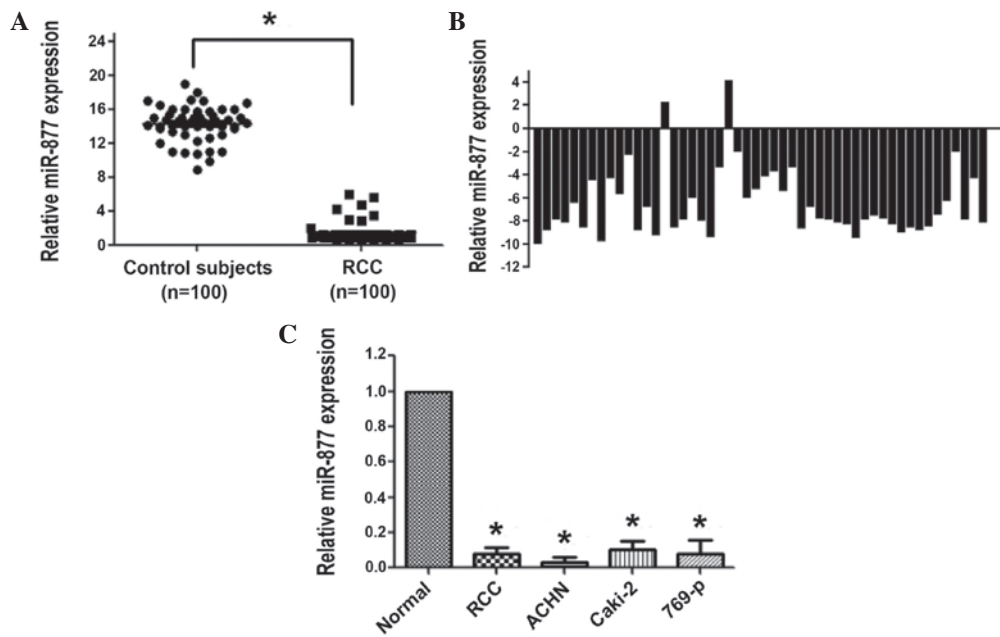 A
Relative miR-877 expression
24
20
16
12
8
4
0
*
Control subjects
(n=100)
RCC
(n=100)
B
Relative miR-877 expression
4
2
0
-2
-4
-6
-8
-10
-12
C
Relative miR-877 expression
1.2
1.0
0.8
0.6
0.4
0.2
0.0
*
*
*
*
Normal
RCC
ACHN
Caki-2
769-p